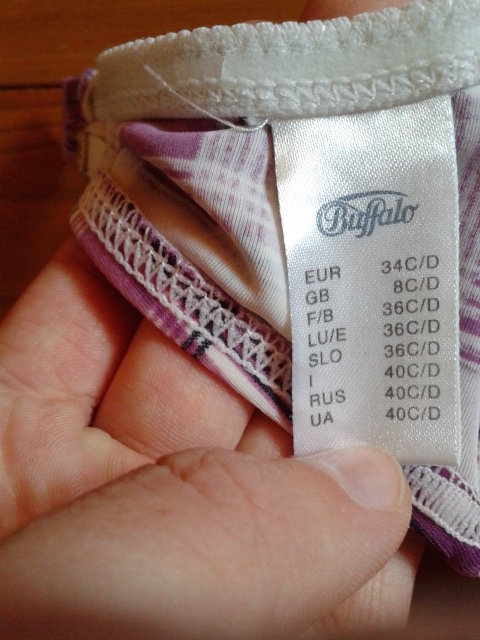 Buffalo
EUR 34C/D
GB 8C/D
F/B 36C/D
LU/E 36C/D
SLO 36C/D
I 40C/D
RUS 40C/D
UA 40C/D